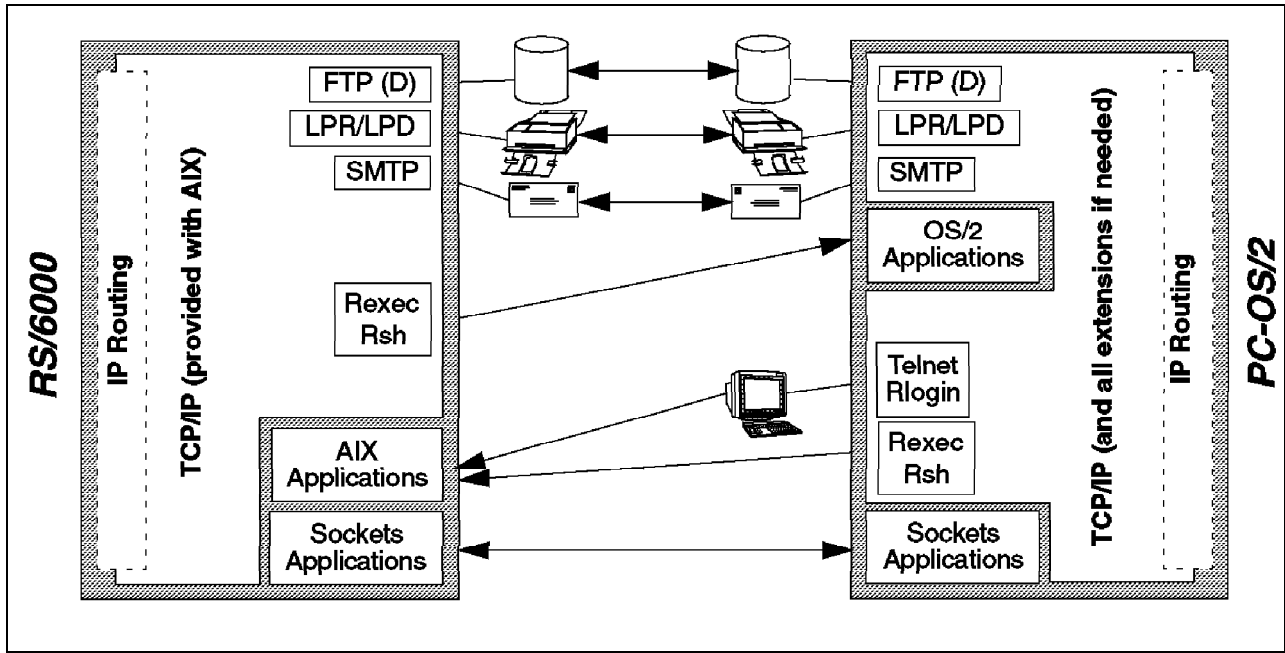 RS/6000
IP Routing
TCP/IP (provided with AIX)
FTP (D)
LPR/LPD
SMTP
Rexec
Rsh
AIX
Applications
Sockets
Applications
FTP (D)
LPR/LPD
SMTP
OS/2
Applications
Telnet
Rlogin
Rexec
Rsh
Sockets
Applications
TCP/IP (and all extensions if needed)
IP Routing
PC-OS/2